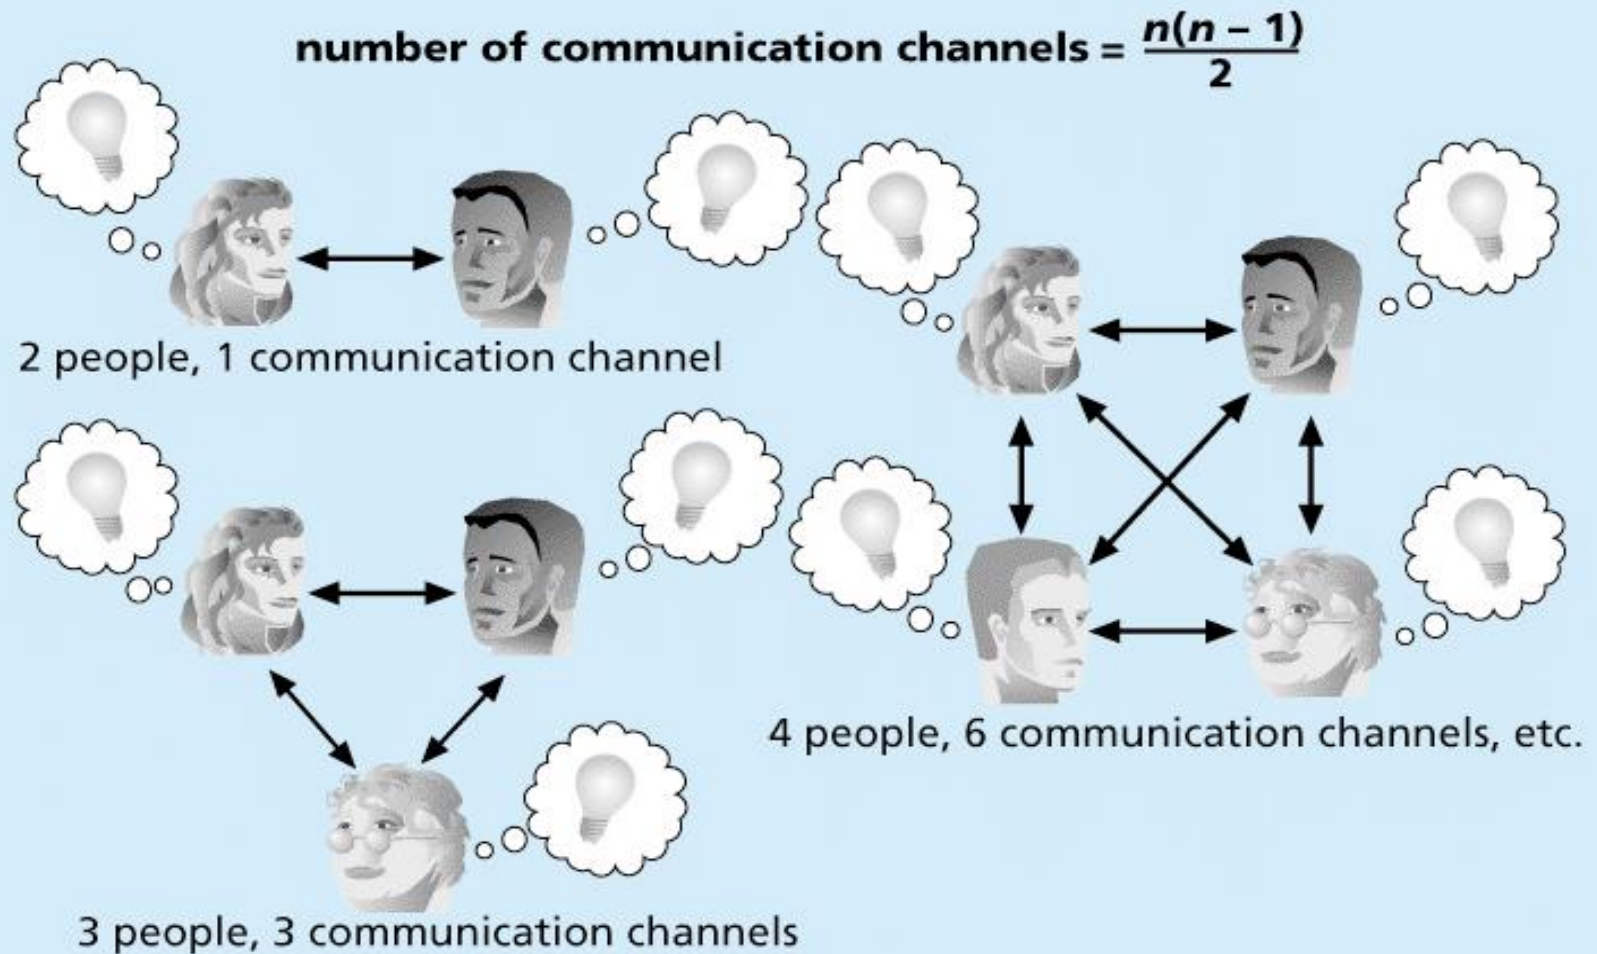 number of communication channels = n(n – 1) / 2
2 people, 1 communication channel
3 people, 3 communication channels
4 people, 6 communication channels, etc.